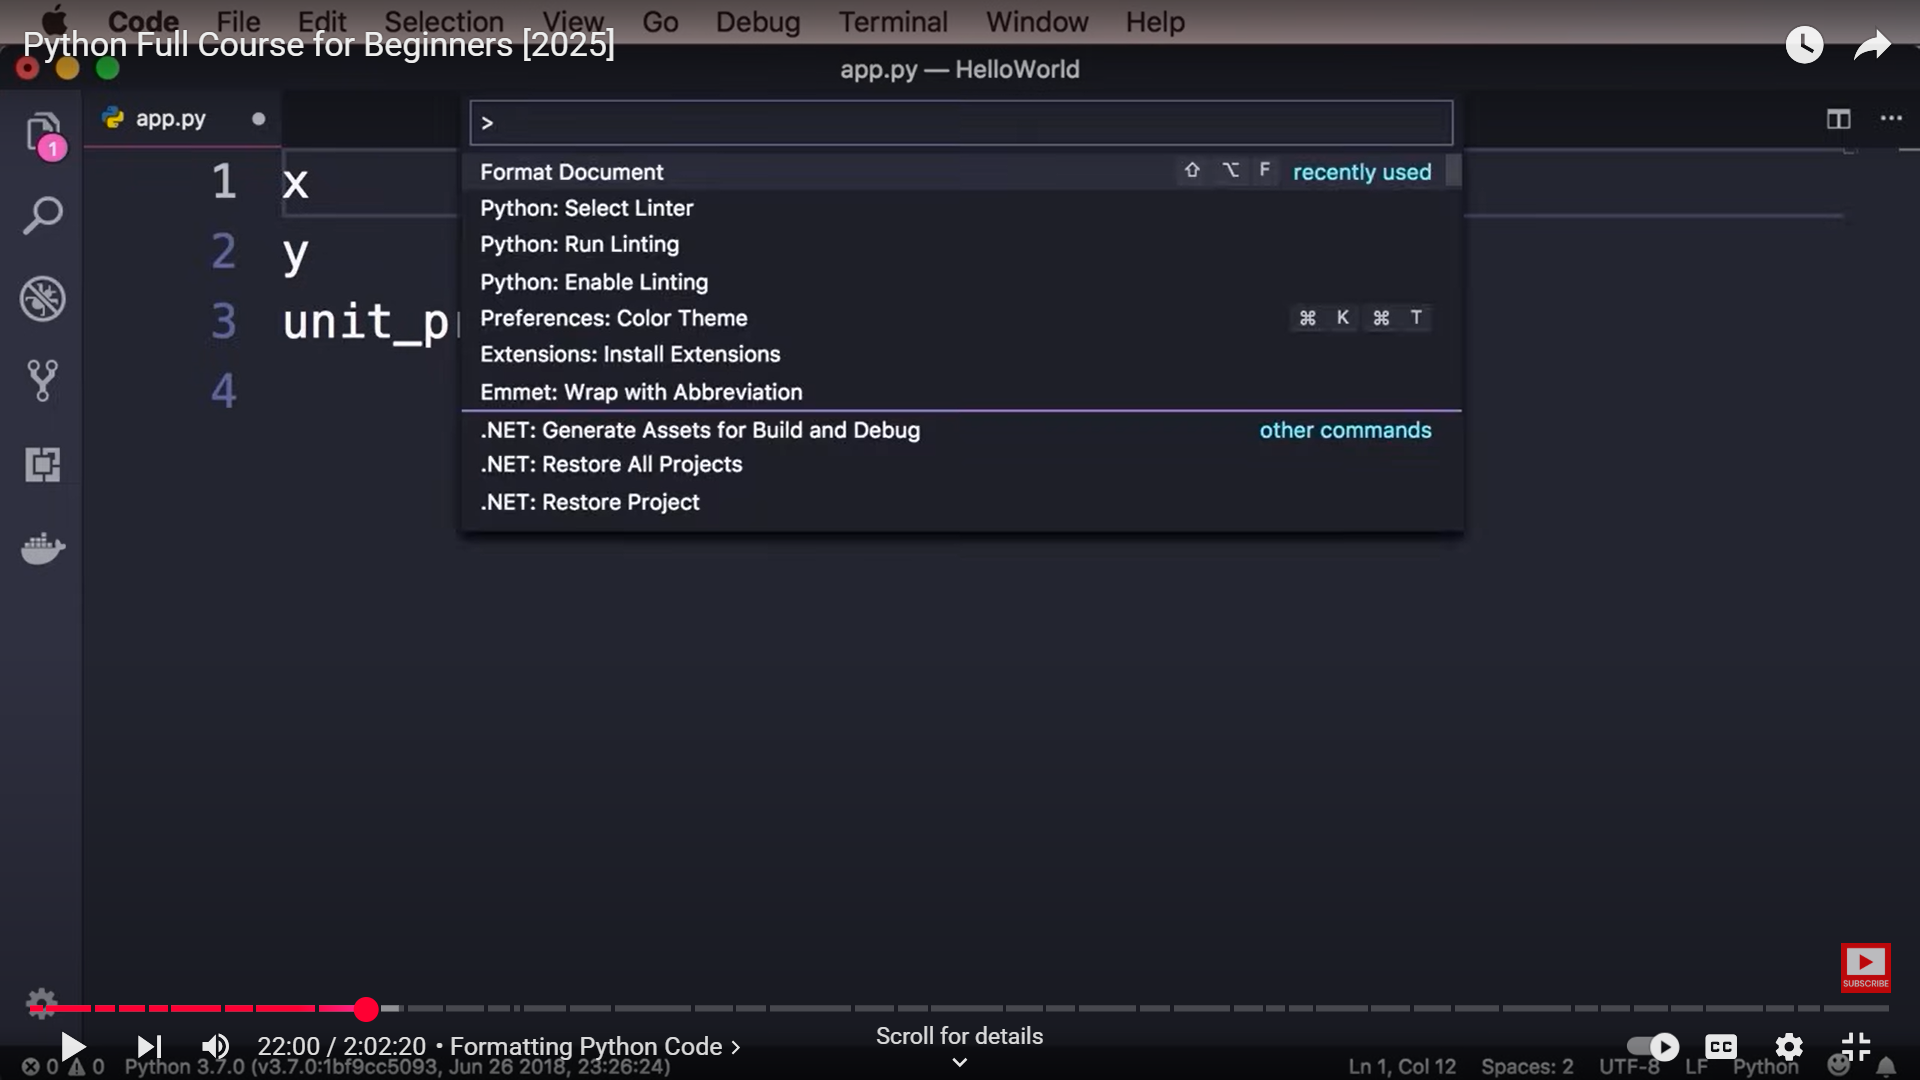 Code File Edit Selection View Go Debug Terminal Window Help
Python Full Course for Beginners [2025]
app.py — HelloWorld
1
app.py
>
Format Document ⇧ ⌥ F recently used
Python: Select Linter
Python: Run Linting
Python: Enable Linting
Preferences: Color Theme ⌘ K ⌘ T
Extensions: Install Extensions
Emmet: Wrap with Abbreviation
.NET: Generate Assets for Build and Debug other commands
.NET: Restore All Projects
.NET: Restore Project
1 x
2 y
3 unit_p
4
SUBSCRIBE
22:00 / 2:02:20 • Formatting Python Code
Scroll for details
CC
0 0 Python 3.7.0 (v3.7.0:1bf9cc5093, Jun 26 2018, 23:26:24) Ln 1, Col 12 Spaces: 2 UTF-8 LF Python